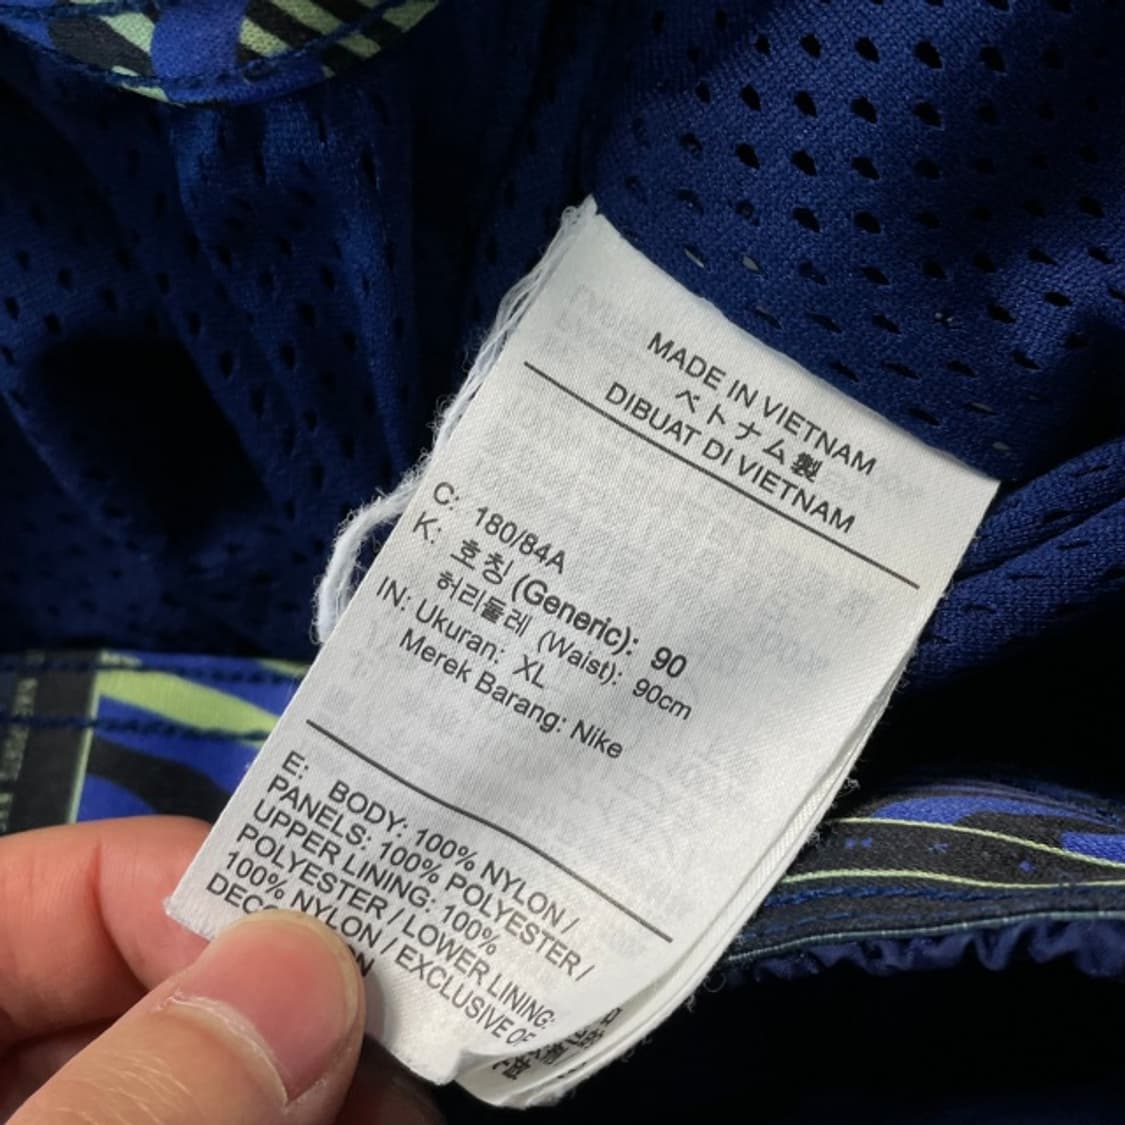 MADE IN VIETNAM
ベトナム製
DIBUAT DI VIETNAM
C: 180/84A
K: 호칭 (Generic): 90
허리둘레 (Waist): 90cm
IN: Ukuran: XL
Merek Barang: Nike
E: BODY: 100% NYLON /
PANELS: 100% POLYESTER /
UPPER LINING: 100%
POLYESTER / LOWER LINING:
100% NYLON / EXCLUSIVE OF